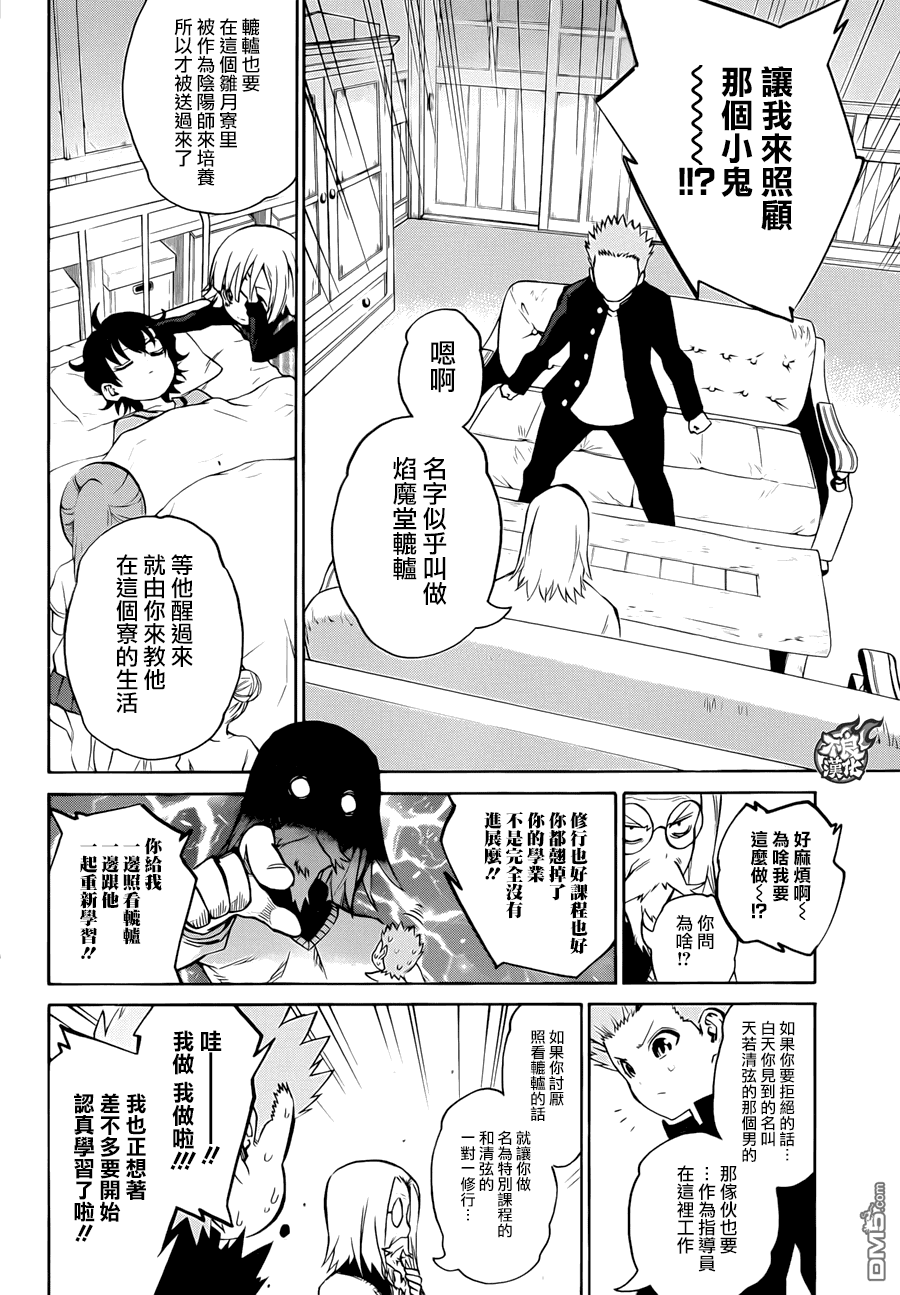 讓我來照顧
那個小鬼
～～～～!!?
嗯啊
名字似乎叫做
焰魔堂轆轤
轆轤也要
在這個雛月寮里
被作為陰陽師來培養
所以才被送過來了
等他醒過來
就由你來教他
在這個寮的生活
狼漢化
好麻煩啊～
為啥我要
這麼做～!?
你問
為啥!?
修行也好課程也好
你都翹掉了
你的學業
不是完全沒有
進展麼!!
你給我
一邊照看轆轤
一邊跟他
一起重新學習!!
如果你要拒絕的話…
白天你見到的名叫
天若清弦的那個男的
那傢伙也要
…作為指導員
在這裡工作
如果你討厭
照看轆轤的話
就讓你做
名為特別課程的
和清弦的
一對一修行…
哇——
我做 我做啦!!!
我也正想著
差不多要開始
認真學習了啦!!
DM5.com